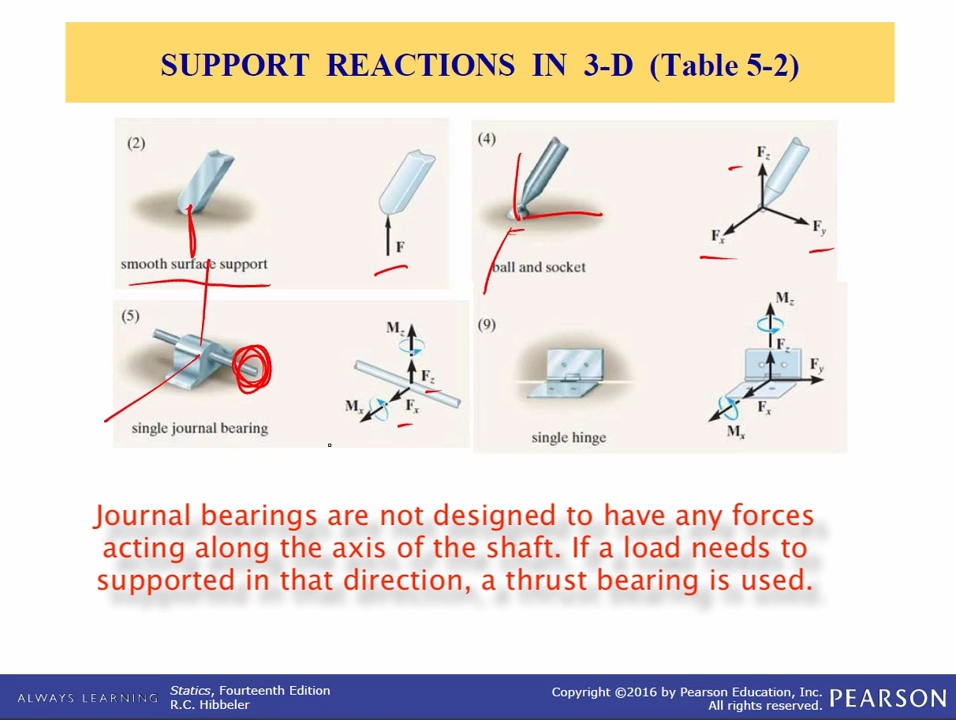 SUPPORT REACTIONS IN 3-D (Table 5-2)
(2)
F
smooth surface support
(4)
Fz
Fx
Fy
ball and socket
(5)
Mz
Fz
Mx
Fx
single journal bearing
(9)
Mz
Fz
Fy
Fx
Mx
single hinge
Journal bearings are not designed to have any forces
acting along the axis of the shaft. If a load needs to
supported in that direction, a thrust bearing is used.
ALWAYS LEARNING
Statics, Fourteenth Edition
R.C. Hibbeler
Copyright ©2016 by Pearson Education, Inc.
All rights reserved.
PEARSON